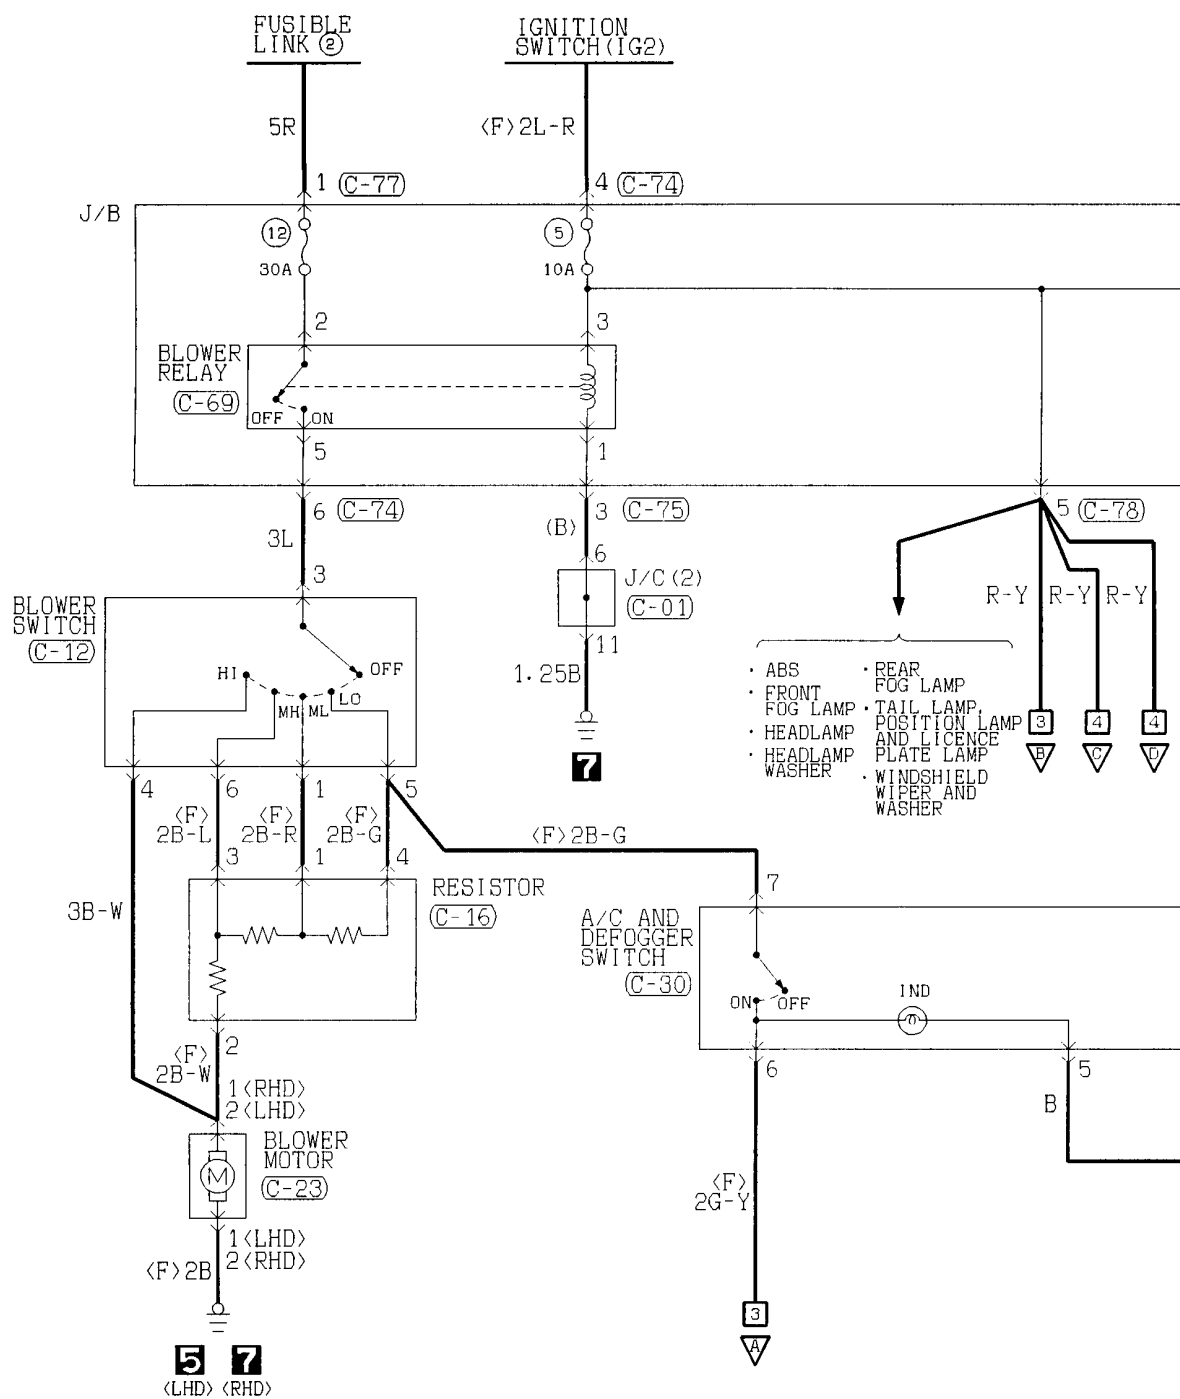 FUSIBLE
LINK ②
IGNITION
SWITCH(IG2)
5R
〈F〉2L-R
1
C-77
4
C-74
J/B
12
5
30A
10A
2
3
BLOWER
RELAY
C-69
OFF
ON
5
1
6
C-74
3
C-75
5
C-78
3L
(B)
3
6
J/C(2)
C-01
BLOWER
SWITCH
C-12
R-Y
R-Y
R-Y
11
OFF
HI
LO
MH
ML
1.25B
· ABS
· FRONT
FOG LAMP
· HEADLAMP
· HEADLAMP
WASHER
· REAR
FOG LAMP
· TAIL LAMP,
POSITION LAMP
AND LICENCE
PLATE LAMP
· WINDSHIELD
WIPER AND
WASHER
3
4
4
B
C
D
7
4
6
1
5
〈F〉
2B-L
〈F〉
2B-R
〈F〉
2B-G
〈F〉2B-G
3
1
4
7
RESISTOR
C-16
3B-W
A/C AND
DEFOGGER
SWITCH
C-30
ON
OFF
IND
2
〈F〉
2B-W
6
5
1〈RHD〉
2〈LHD〉
B
BLOWER
MOTOR
C-23
M
〈F〉
2G-Y
1〈LHD〉
2〈RHD〉
〈F〉2B
3
A
5
7
〈LHD〉
〈RHD〉